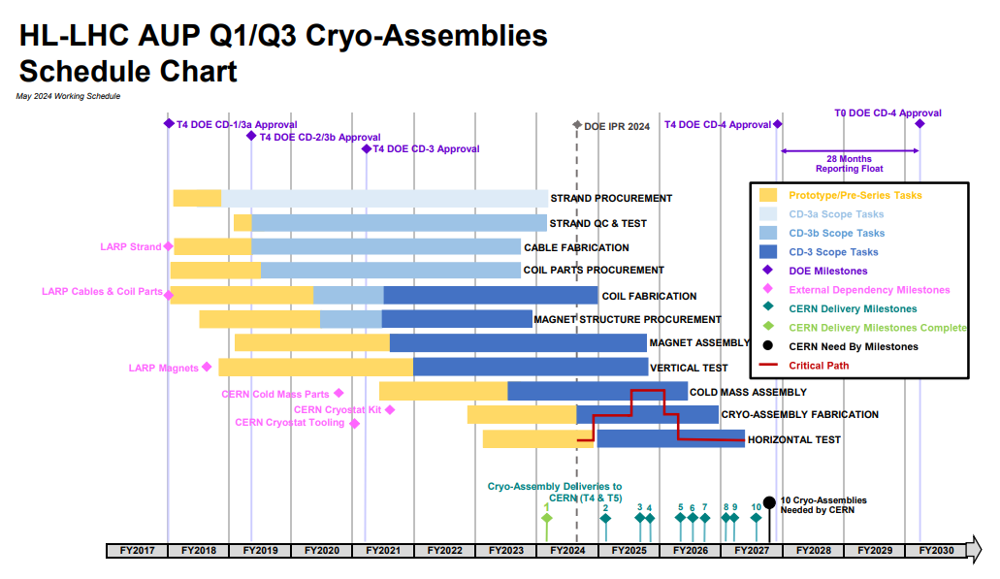 HL-LHC AUP Q1/Q3 Cryo-Assemblies
Schedule Chart
May 2024 Working Schedule
T4 DOE CD-1/3a Approval
T4 DOE CD-2/3b Approval
T4 DOE CD-3 Approval
DOE IPR 2024
T4 DOE CD-4 Approval
T0 DOE CD-4 Approval
28 Months
Reporting Float
STRAND PROCUREMENT
STRAND QC & TEST
LARP Strand
CABLE FABRICATION
COIL PARTS PROCUREMENT
LARP Cables & Coil Parts
COIL FABRICATION
MAGNET STRUCTURE PROCUREMENT
MAGNET ASSEMBLY
LARP Magnets
VERTICAL TEST
CERN Cold Mass Parts
COLD MASS ASSEMBLY
CERN Cryostat Kit
CRYO-ASSEMBLY FABRICATION
CERN Cryostat Tooling
HORIZONTAL TEST
Prototype/Pre-Series Tasks
CD-3a Scope Tasks
CD-3b Scope Tasks
CD-3 Scope Tasks
DOE Milestones
External Dependency Milestones
CERN Delivery Milestones
CERN Delivery Milestones Complete
CERN Need By Milestones
Critical Path
Cryo-Assembly Deliveries to
CERN (T4 & T5)
1 2 3 4 5 6 7 8 9 10
10 Cryo-Assemblies
Needed by CERN
FY2017 FY2018 FY2019 FY2020 FY2021 FY2022 FY2023 FY2024 FY2025 FY2026 FY2027 FY2028 FY2029 FY2030